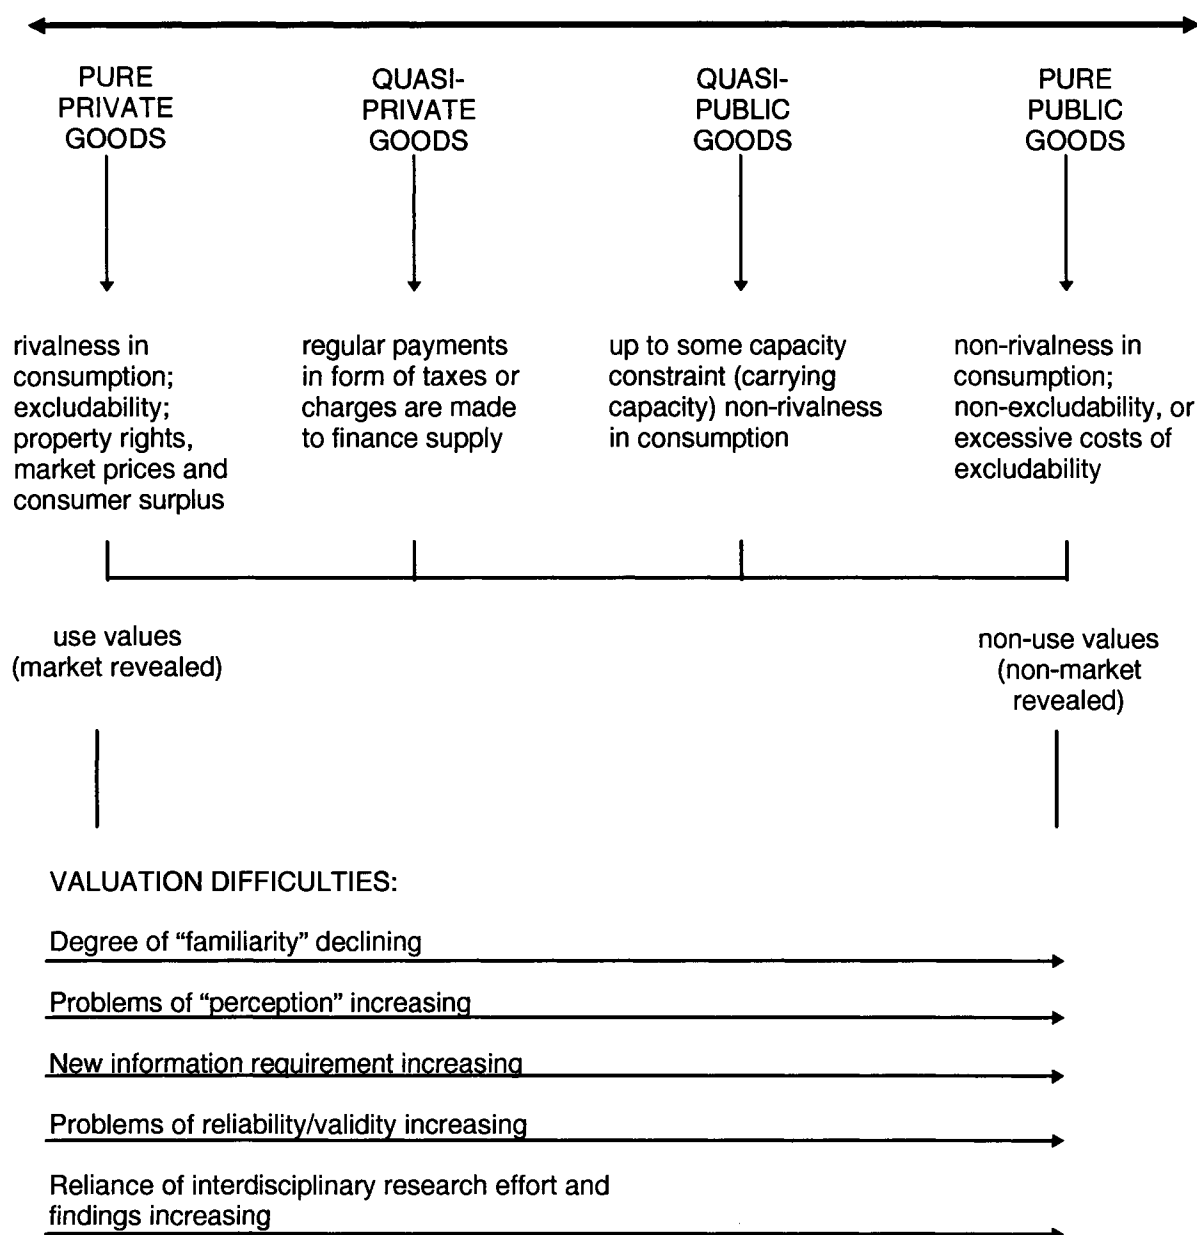 PURE
PRIVATE
GOODS
QUASI-
PRIVATE
GOODS
QUASI-
PUBLIC
GOODS
PURE
PUBLIC
GOODS
rivalness in
consumption;
excludability;
property rights,
market prices and
consumer surplus
regular payments
in form of taxes or
charges are made
to finance supply
up to some capacity
constraint (carrying
capacity) non-rivalness
in consumption
non-rivalness in
consumption;
non-excludability, or
excessive costs of
excludability
use values
(market revealed)
non-use values
(non-market
revealed)
VALUATION DIFFICULTIES:
Degree of “familiarity” declining
Problems of “perception” increasing
New information requirement increasing
Problems of reliability/validity increasing
Reliance of interdisciplinary research effort and
findings increasing